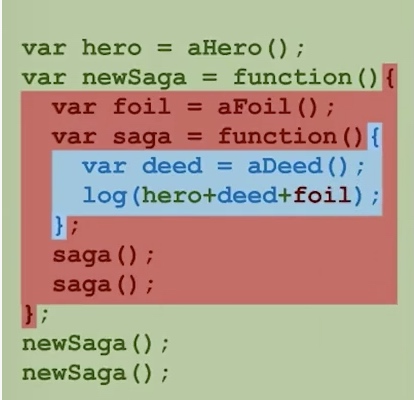 var hero = aHero();
var newSaga = function(){
  var foil = aFoil();
  var saga = function(){
    var deed = aDeed();
    log(hero+deed+foil);
  };
  saga();
  saga();
};
newSaga();
newSaga();